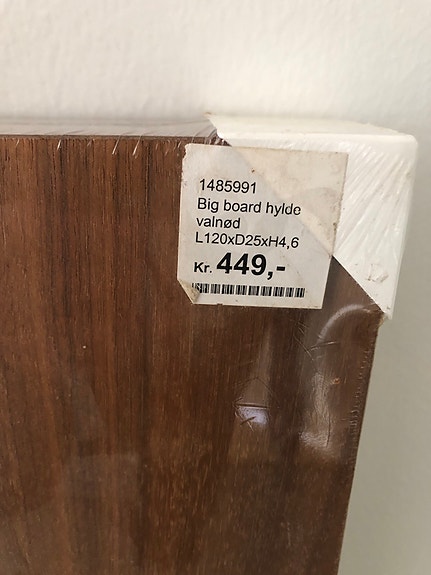 1485991
Big board hylde
valnød
L120xD25xH4,6
Kr. 449,-